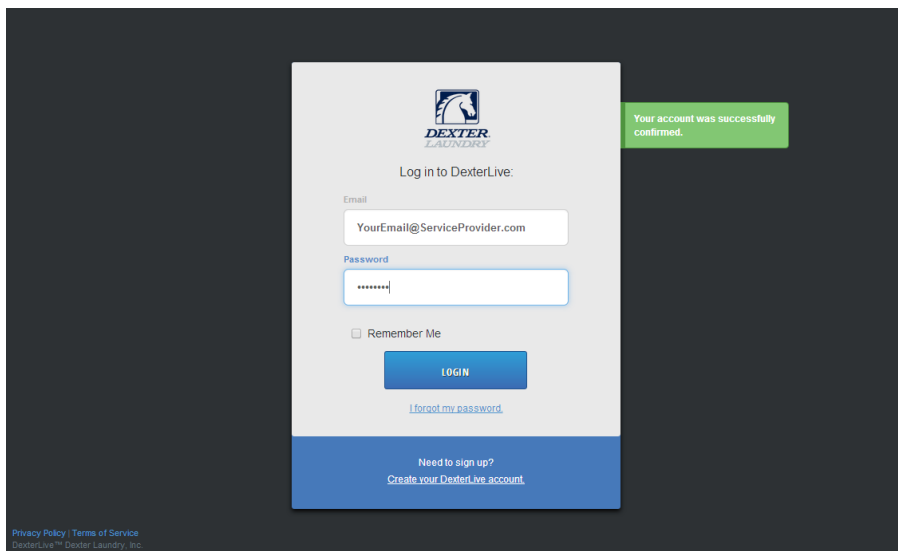 DEXTER.
LAUNDRY
Your account was successfully
confirmed.
Log in to DexterLive:
Email
YourEmail@ServiceProvider.com
Password
••••••••
Remember Me
LOGIN
I forgot my password.
Need to sign up?
Create your DexterLive account.
Privacy Policy | Terms of Service
DexterLive™ Dexter Laundry, Inc.